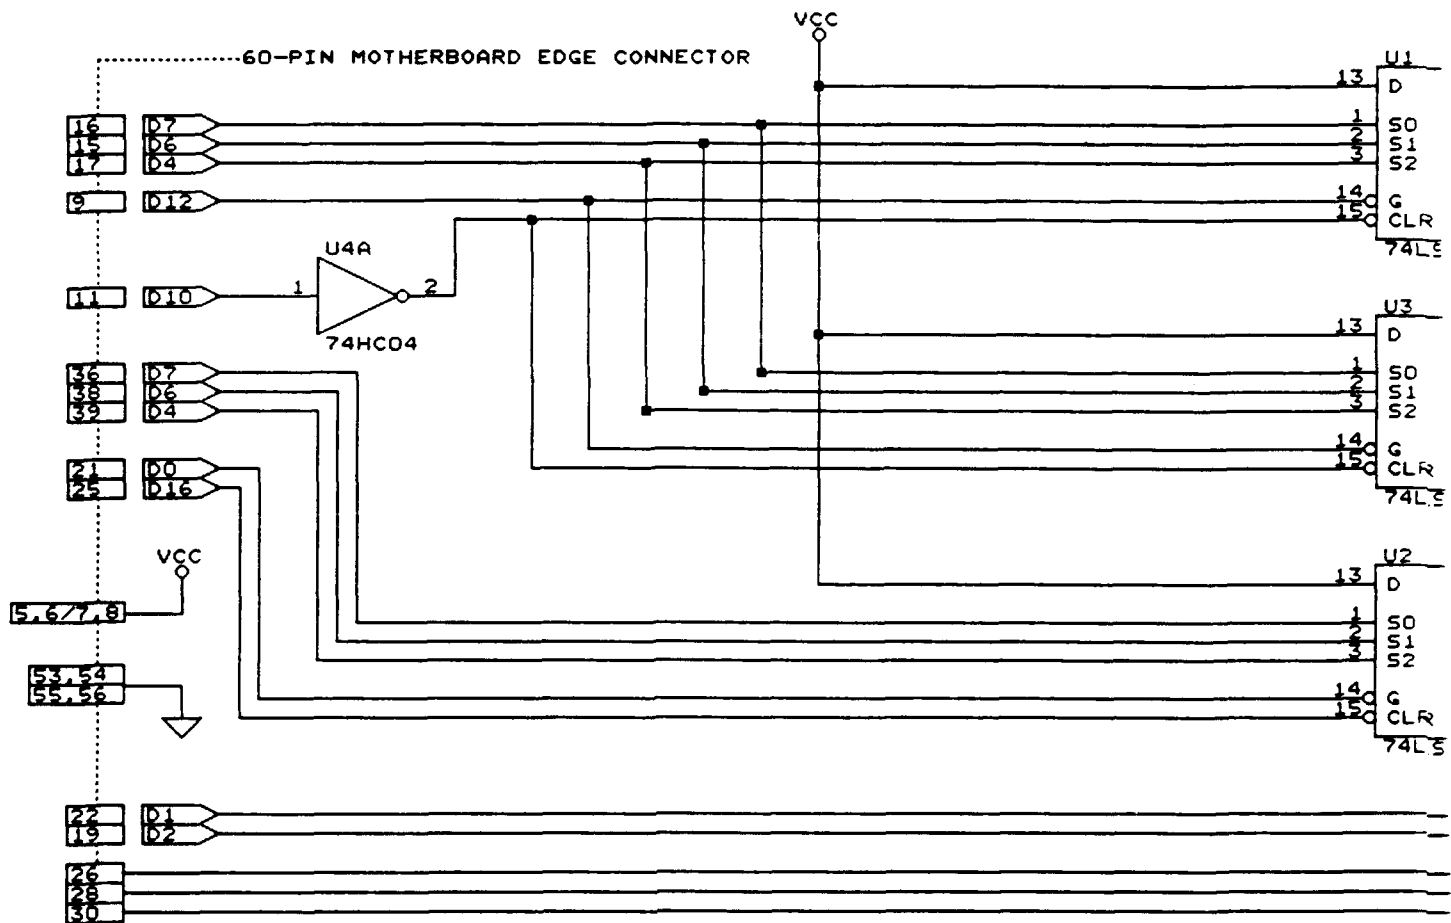 VCC
60-PIN MOTHERBOARD EDGE CONNECTOR
U1
13 D
16 D7
1 S0
15 D6
2 S1
17 D4
3 S2
9 D12
14 G
15 CLR
74LS
U4A
11 D10
1 2
74HC04
U3
13 D
36 D7
1 S0
38 D6
2 S1
39 D4
3 S2
14 G
21 D0
15 CLR
25 D16
74LS
VCC
U2
13 D
5,6/7,8
1 S0
2 S1
3 S2
53,54
55,56
14 G
15 CLR
74LS
22 D1
19 D2
26
28
30